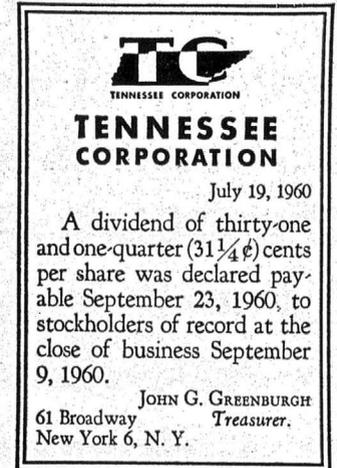 TC
TENNESSEE CORPORATION
TENNESSEE
CORPORATION
July 19, 1960
A dividend of thirty-one
and one-quarter (31¼¢) cents
per share was declared pay-
able September 23, 1960, to
stockholders of record at the
close of business September
9, 1960.
JOHN G. GREENBURGH
61 Broadway Treasurer.
New York 6, N. Y.